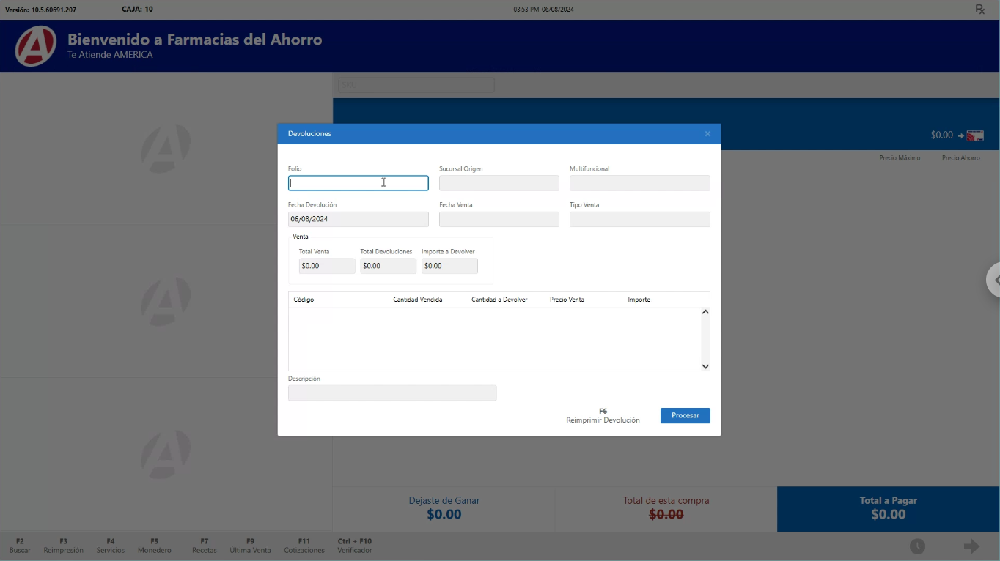 Versión: 10.5.60691.207
CAJA: 10
03:53 PM 06/08/2024
Rx
A
Bienvenido a Farmacias del Ahorro
Te Atiende AMERICA
SKU
$0.00
Precio Máximo
Precio Ahorro
Devoluciones
Folio
Sucursal Origen
Multifuncional
Fecha Devolución
Fecha Venta
Tipo Venta
06/08/2024
Venta
Total Venta
Total Devoluciones
Importe a Devolver
$0.00
$0.00
$0.00
Código
Cantidad Vendida
Cantidad a Devolver
Precio Venta
Importe
Descripción
F6
Reimprimir Devolución
Procesar
Dejaste de Ganar
$0.00
Total de esta compra
$0.00
Total a Pagar
$0.00
F2
Buscar
F3
Reimpresión
F4
Servicios
F5
Monedero
F7
Recetas
F9
Última Venta
F11
Cotizaciones
Ctrl + F10
Verificador